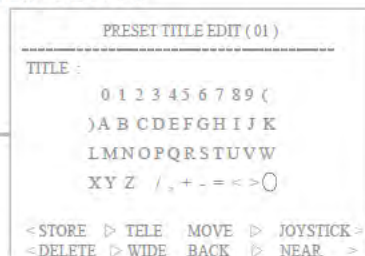 PRESET TITLE EDIT ( 01 )
TITLE :
0 1 2 3 4 5 6 7 8 9 (
) A B C D E F G H I J K
L M N O P Q R S T U V W
X Y Z / , + - = < >
< STORE ▷ TELE MOVE ▷ JOYSTICK >
< DELETE ▷ WIDE BACK ▷ NEAR >